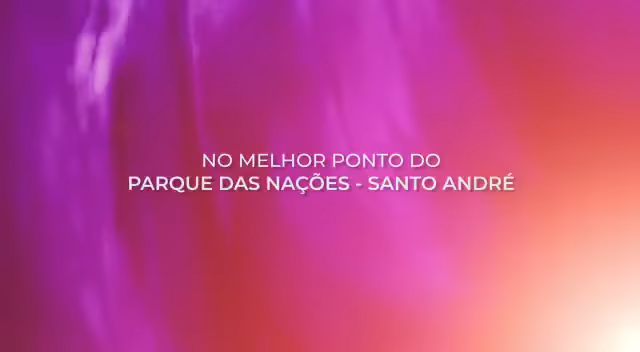 NO MELHOR PONTO DO
PARQUE DAS NAÇÕES - SANTO ANDRÉ